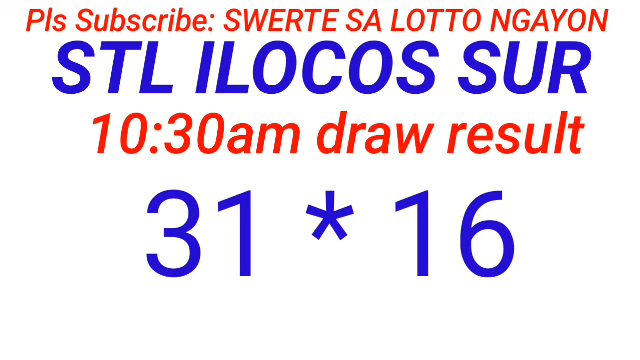 Pls Subscribe: SWERTE SA LOTTO NGAYON
STL ILOCOS SUR
10:30am draw result
31 * 16